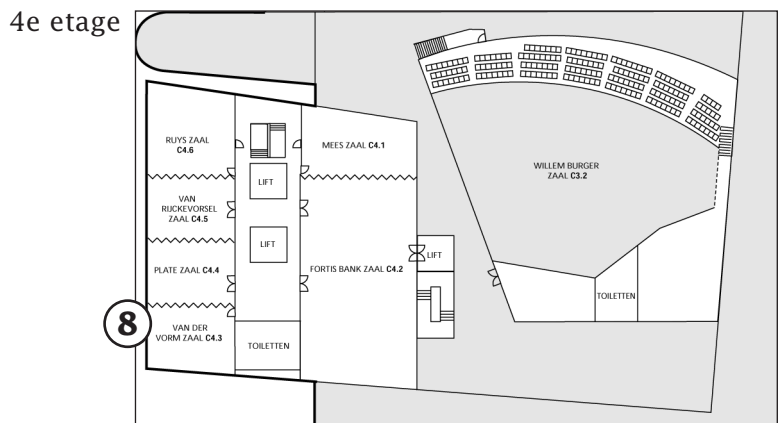 4e etage
RUYS ZAAL
C4.6
MEES ZAAL C4.1
LIFT
VAN
RIJCKEVORSEL
ZAAL C4.5
LIFT
PLATE ZAAL C4.4
FORTIS BANK ZAAL C4.2
LIFT
8
VAN DER
VORM ZAAL C4.3
TOILETTEN
WILLEM BURGER
ZAAL C3.2
TOILETTEN